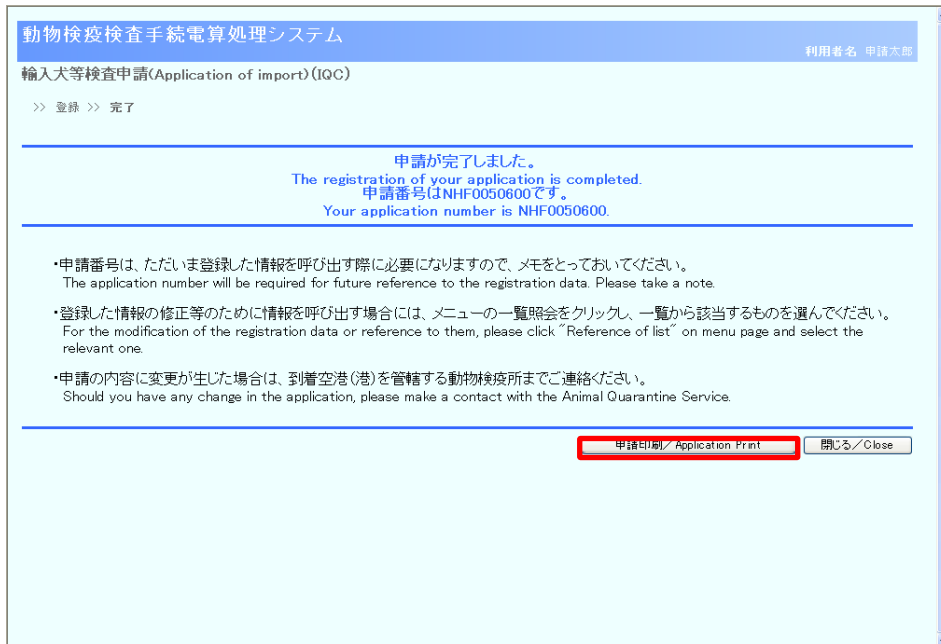 動物検疫検査手続電算処理システム
利用者名 申請太郎
輸入犬等検査申請(Application of import)(IQC)
>> 登録 >> 完了
申請が完了しました。
The registration of your application is completed.
申請番号はNHF0050600です。
Your application number is NHF0050600.
・申請番号は、ただいま登録した情報を呼び出す際に必要になりますので、メモをとっておいてください。
The application number will be required for future reference to the registration data. Please take a note.
・登録した情報の修正等のために情報を呼び出す場合には、メニューの一覧照会をクリックし、一覧から該当するものを選んでください。
For the modification of the registration data or reference to them, please click "Reference of list" on menu page and select the
relevant one.
・申請の内容に変更が生じた場合は、到着空港(港)を管轄する動物検疫所までご連絡ください。
Should you have any change in the application, please make a contact with the Animal Quarantine Service.
申請印刷/Application Print
閉じる/Close